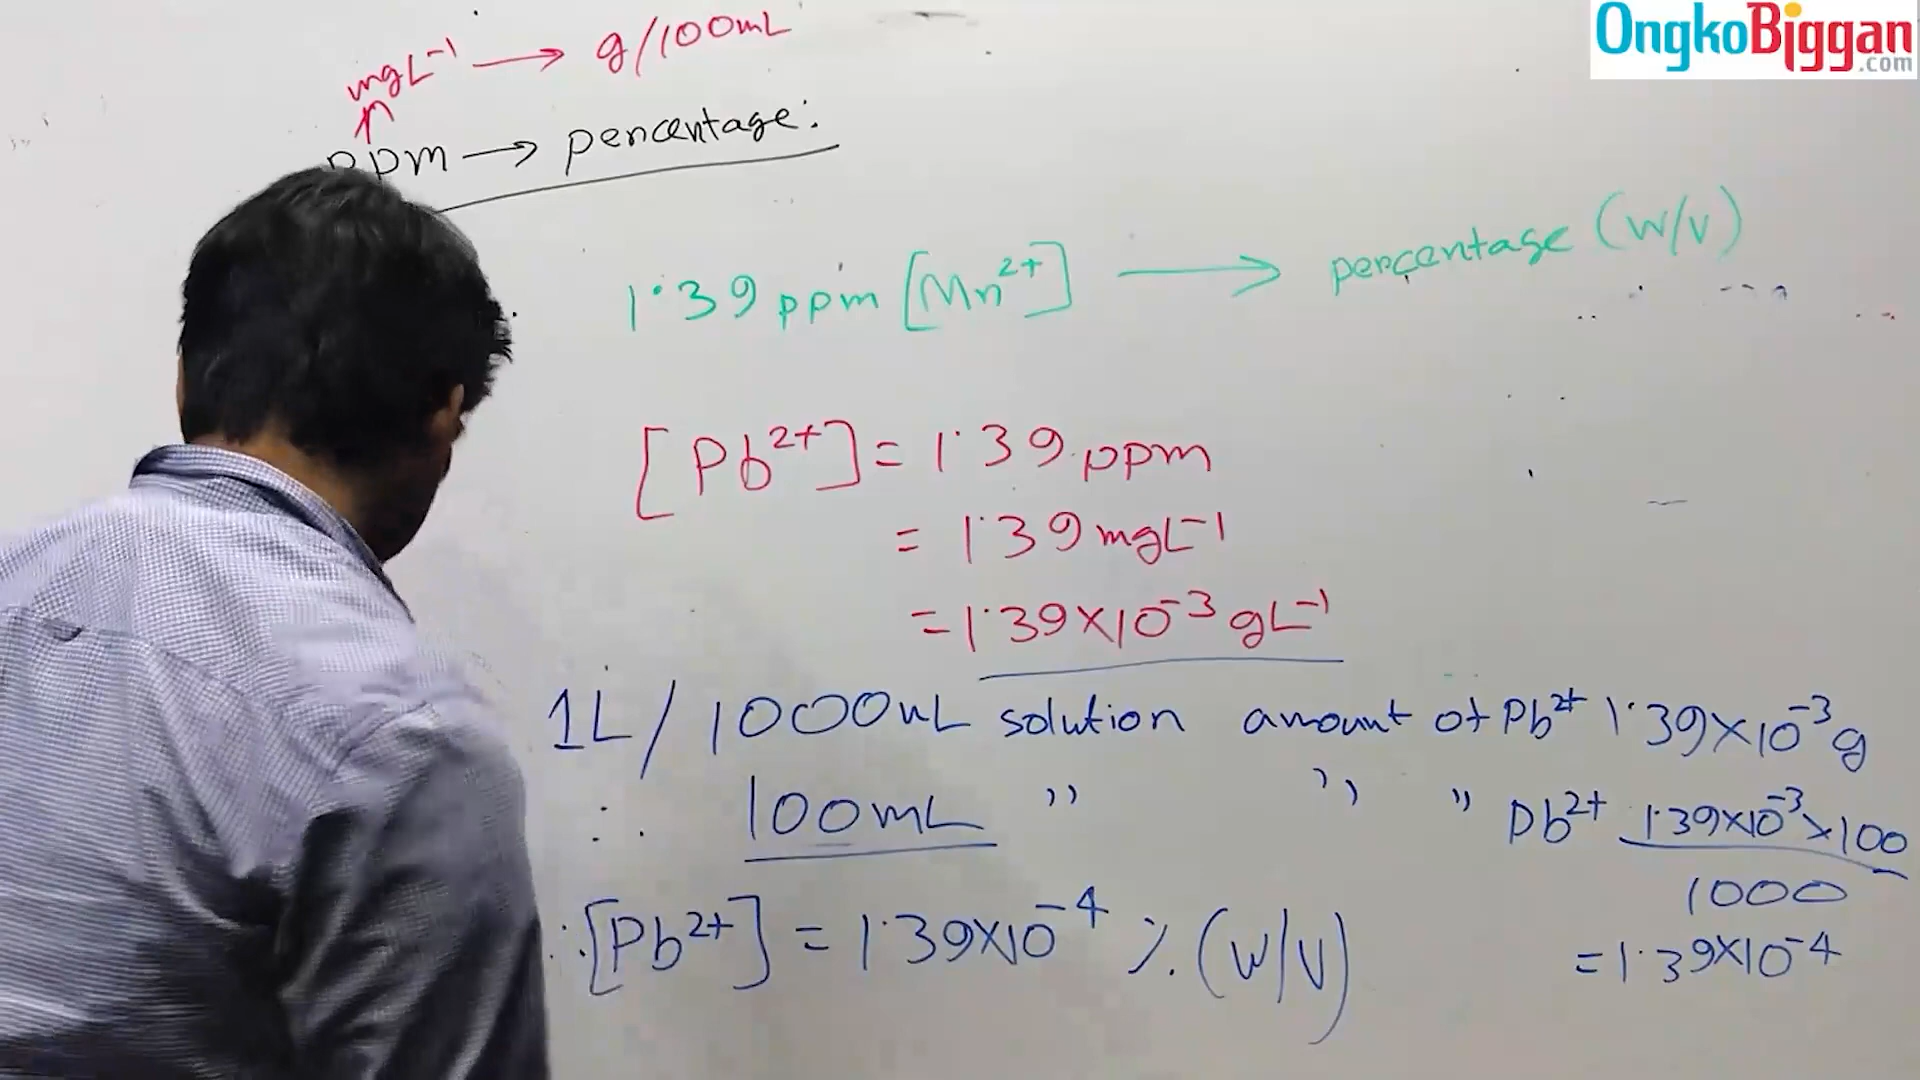 OngkoBiggan.com
mgL⁻¹ → g/100mL
↑
ppm → percentage:
1·39 ppm [Mn²⁺] → percentage (W/V)
[Pb²⁺] = 1·39 ppm
= 1·39 mgL⁻¹
= 1·39×10⁻³ gL⁻¹
1L / 1000mL solution amount of Pb²⁺ 1·39×10⁻³ g
∴ 100mL " " " Pb²⁺ 1·39×10⁻³×100
1000
∴ [Pb²⁺] = 1·39×10⁻⁴ % (W/V) = 1·39×10⁻⁴